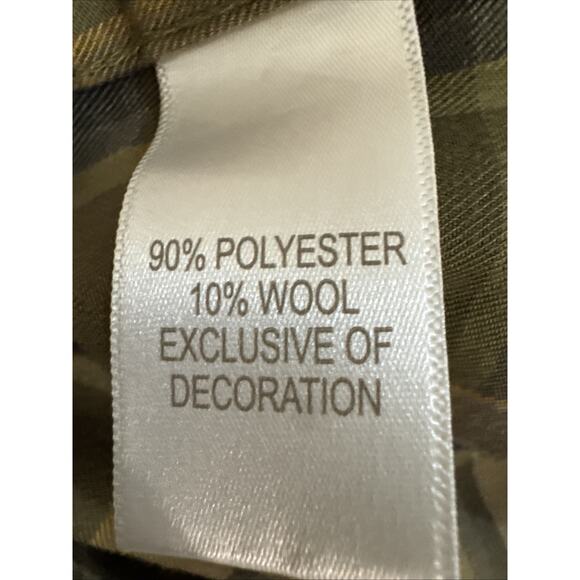 90% POLYESTER
10% WOOL
EXCLUSIVE OF
DECORATION